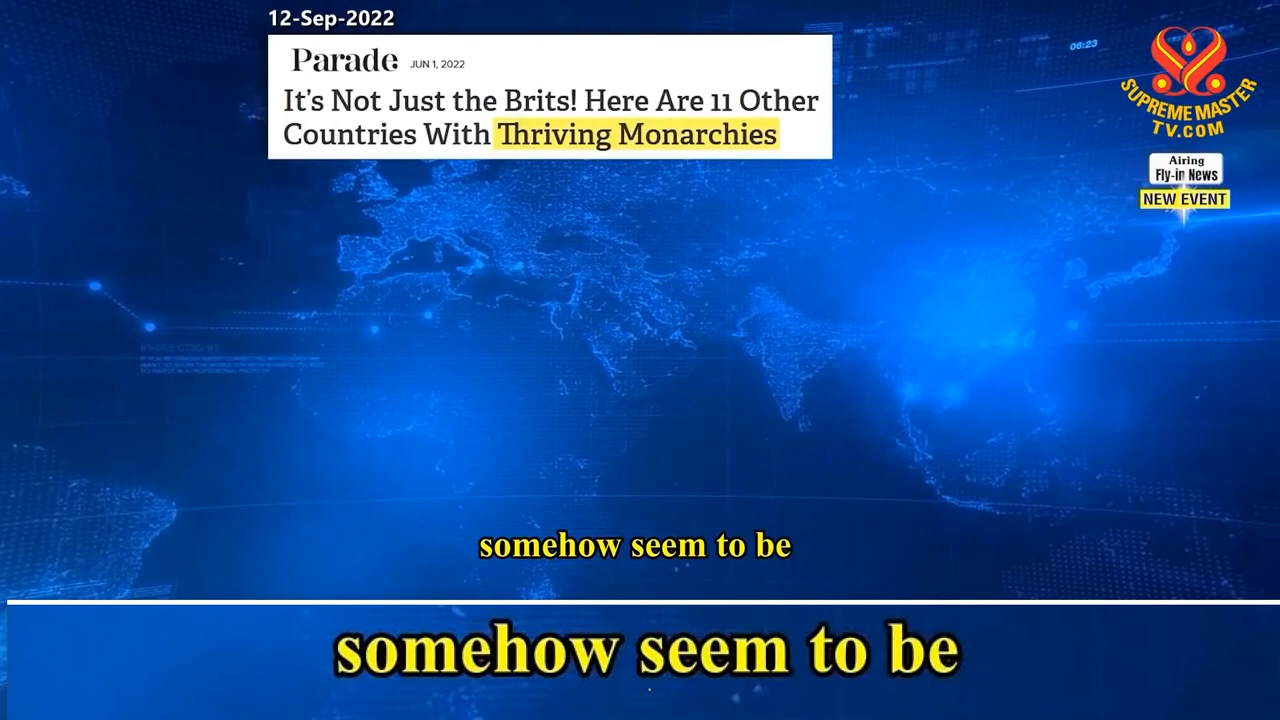 12-Sep-2022
Parade JUN 1, 2022
It's Not Just the Brits! Here Are 11 Other
Countries With Thriving Monarchies
06:23
SUPREME MASTER
TV.COM
Airing
Fly-in News
NEW EVENT
somehow seem to be
somehow seem to be